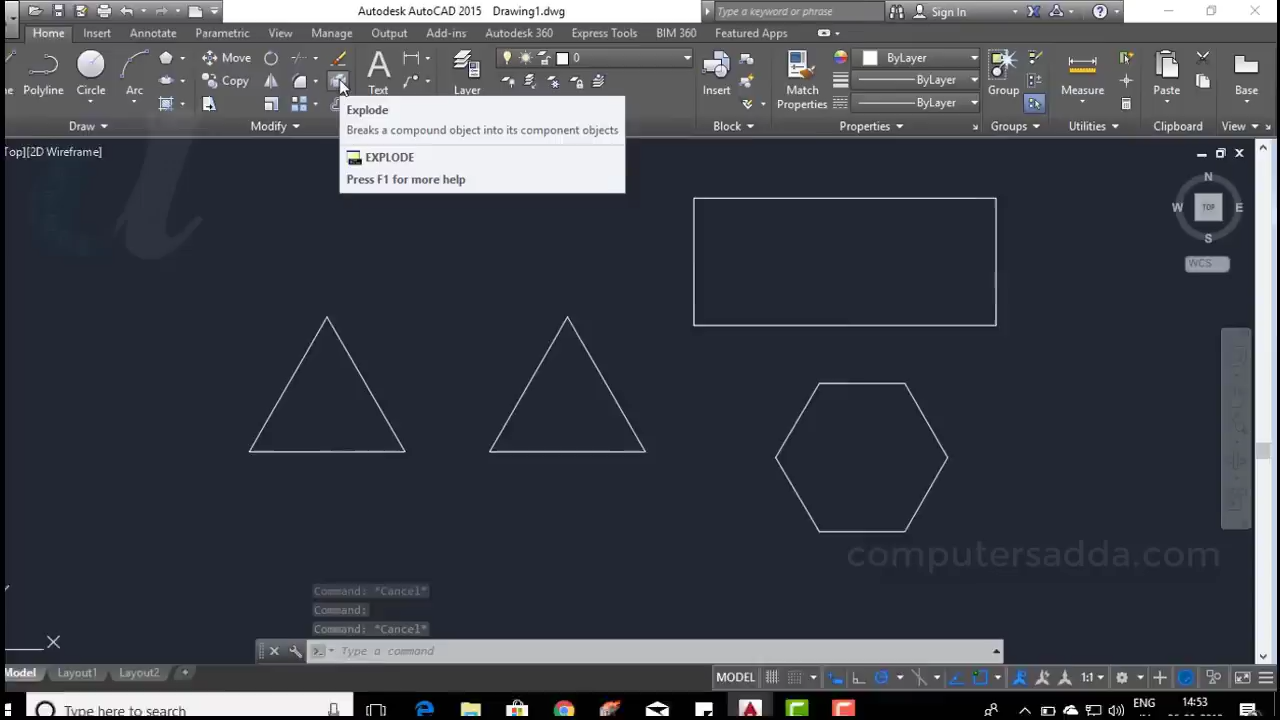 Autodesk AutoCAD 2015 Drawing1.dwg
Type a keyword or phrase
Sign In
Home Insert Annotate Parametric View Manage Output Add-ins Autodesk 360 Express Tools BIM 360 Featured Apps
Polyline Circle Arc
Move
Copy
Text
Layer
0
Insert
Match
Properties
ByLayer
ByLayer
ByLayer
Group
Measure
Paste
Base
Draw Modify Block Properties Groups Utilities Clipboard View
Explode
Breaks a compound object into its component objects
EXPLODE
Press F1 for more help
Top][2D Wireframe]
N
W TOP E
S
WCS
computersadda.com
Command: *Cancel*
Command:
Command: *Cancel*
Type a command
Model Layout1 Layout2 +
MODEL
1:1
Type here to search
ENG
14:53